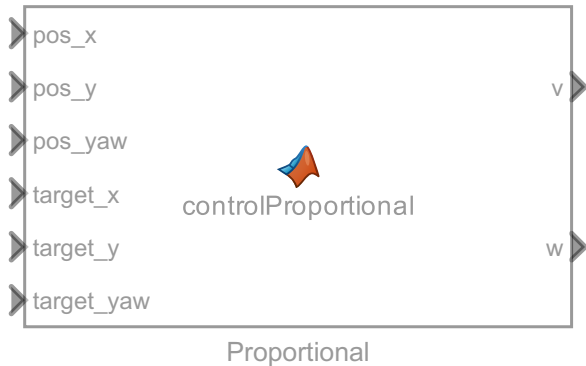 pos_x
pos_y
v
pos_yaw
target_x
controlProportional
target_y
w
target_yaw
Proportional